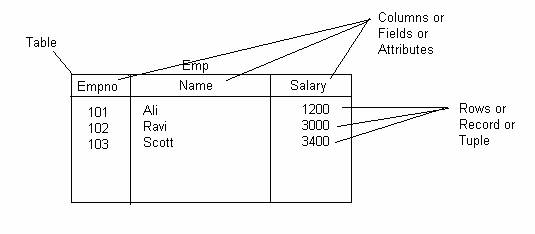 Columns or
Fields or
Attributes
Table
Emp
Empno Name Salary
101 Ali 1200
102 Ravi 3000
103 Scott 3400
Rows or
Record or
Tuple